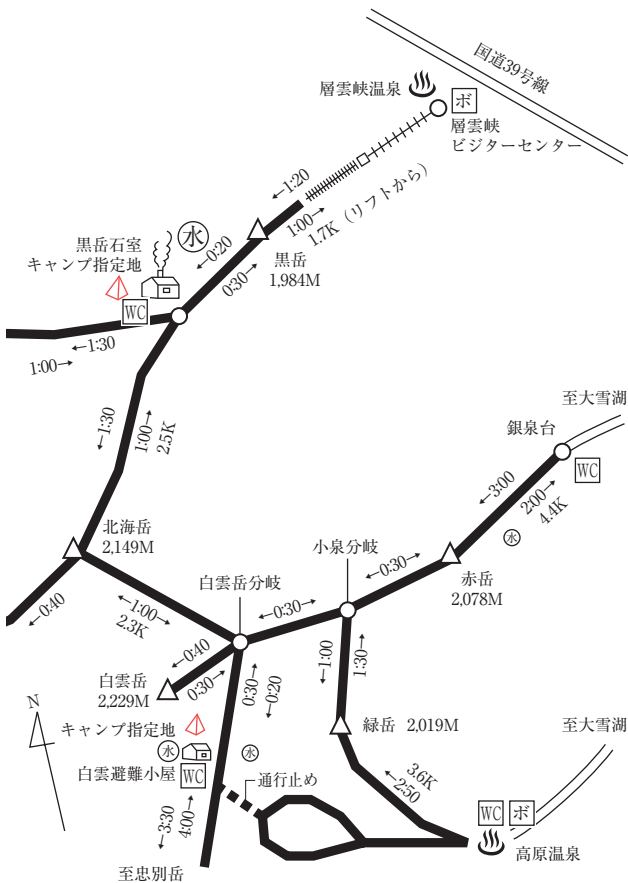 国道39号線
層雲峡温泉
ボ
層雲峡
ビジターセンター
←1:20
1:00→
1.7K（リフトから）
水
黒岳石室
キャンプ指定地
←0:20
0:30→
黒岳
1,984M
WC
←1:30
1:00→
至大雪湖
←1:30
1:00→
2.5K
銀泉台
WC
←3:00
2:00→
4.4K
水
北海岳
2,149M
小泉分岐
←0:30→
赤岳
2,078M
白雲岳分岐
←0:40
←1:00→
2.3K
←0:30→
←1:00
1:30→
←0:40
0:30→
0:30→
←0:20
白雲岳
2,229M
N
キャンプ指定地
緑岳 2,019M
至大雪湖
水
水
白雲避難小屋
WC
通行止め
3.6K
←2:50
WC
ボ
←3:30
4:00→
高原温泉
至忠別岳